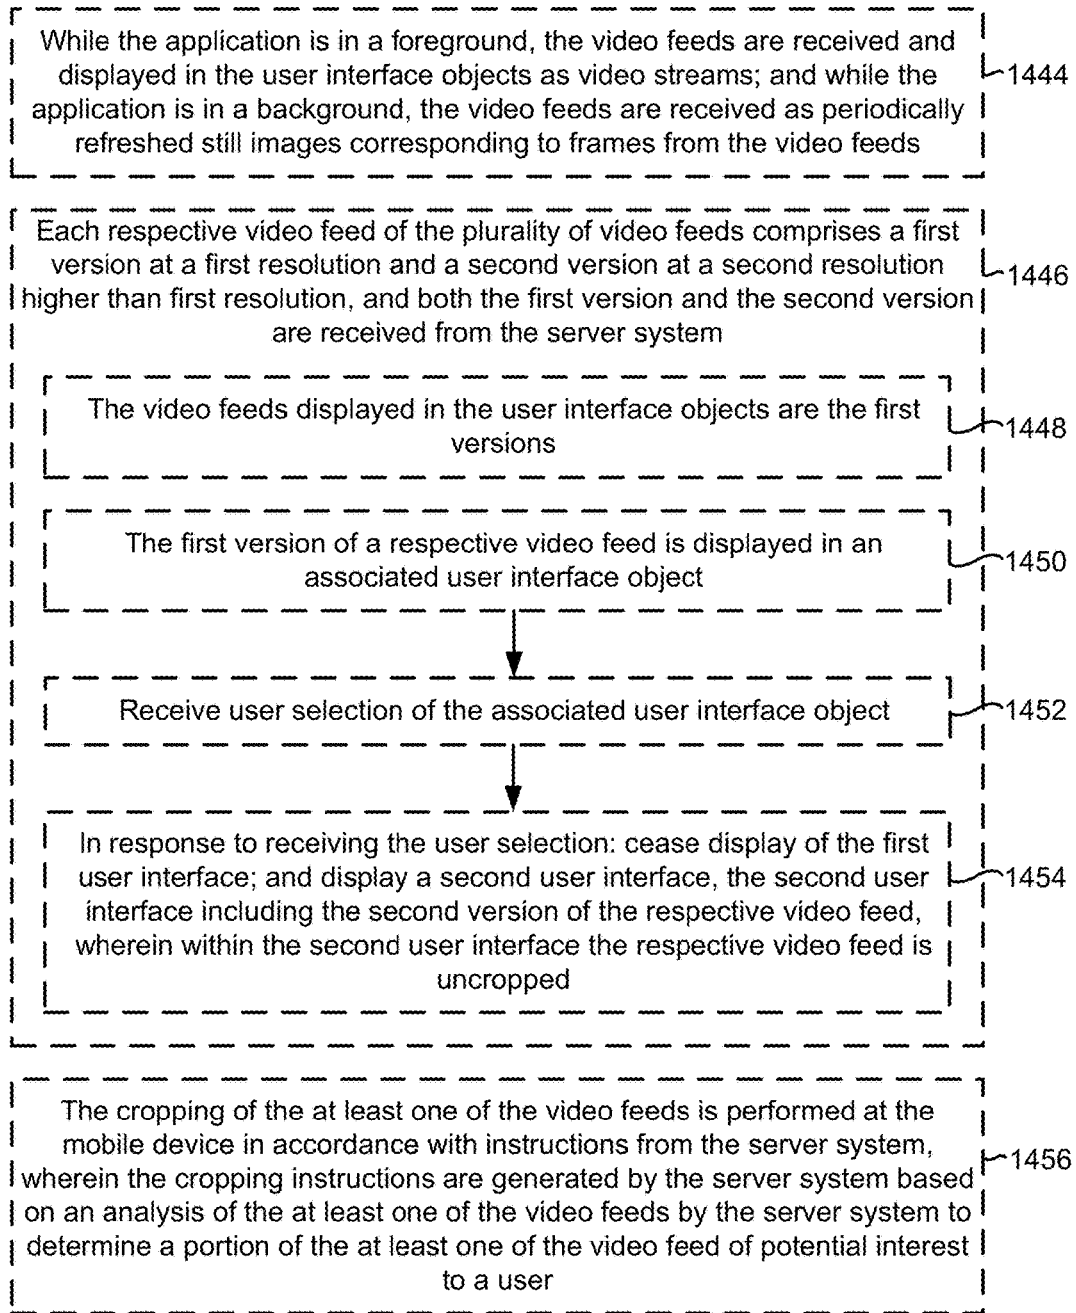 While the application is in a foreground, the video feeds are received and
displayed in the user interface objects as video streams; and while the
application is in a background, the video feeds are received as periodically
refreshed still images corresponding to frames from the video feeds
1444
Each respective video feed of the plurality of video feeds comprises a first
version at a first resolution and a second version at a second resolution
higher than first resolution, and both the first version and the second version
are received from the server system
1446
The video feeds displayed in the user interface objects are the first
versions
1448
The first version of a respective video feed is displayed in an
associated user interface object
1450
Receive user selection of the associated user interface object
1452
In response to receiving the user selection: cease display of the first
user interface; and display a second user interface, the second user
interface including the second version of the respective video feed,
wherein within the second user interface the respective video feed is
uncropped
1454
The cropping of the at least one of the video feeds is performed at the
mobile device in accordance with instructions from the server system,
wherein the cropping instructions are generated by the server system based
on an analysis of the at least one of the video feeds by the server system to
determine a portion of the at least one of the video feed of potential interest
to a user
1456